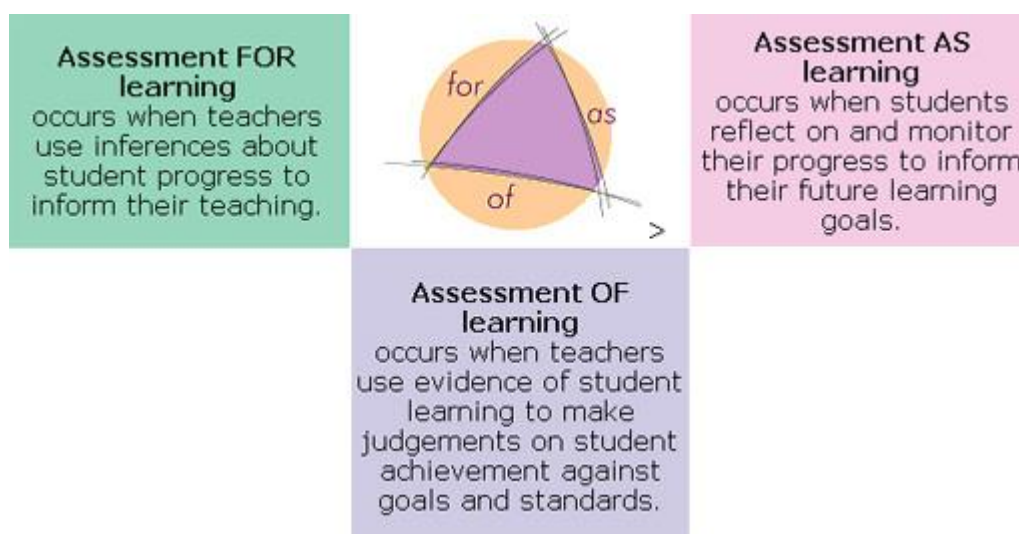 Assessment FOR
learning
occurs when teachers
use inferences about
student progress to
inform their teaching.
for
as
of
>
Assessment AS
learning
occurs when students
reflect on and monitor
their progress to inform
their future learning
goals.
Assessment OF
learning
occurs when teachers
use evidence of student
learning to make
judgements on student
achievement against
goals and standards.